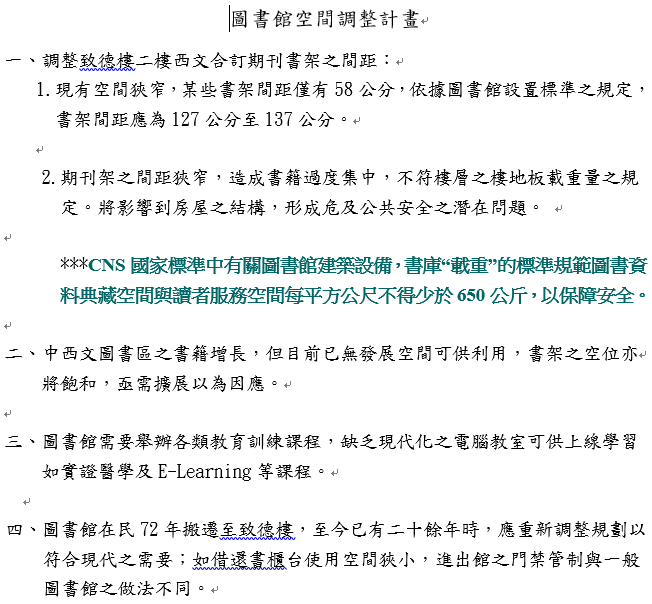 圖書館空間調整計畫
一、調整致德樓二樓西文合訂期刊書架之間距：
1.現有空間狹窄，某些書架間距僅有 58 公分，依據圖書館設置標準之規定，
書架間距應為 127 公分至 137 公分。
2.期刊架之間距狹窄，造成書籍過度集中，不符樓層之樓地板載重量之規
定。將影響到房屋之結構，形成危及公共安全之潛在問題。
***CNS 國家標準中有關圖書館建築設備，書庫“載重”的標準規範圖書資
料典藏空間與讀者服務空間每平方公尺不得少於 650 公斤，以保障安全。
二、中西文圖書區之書籍增長，但目前已無發展空間可供利用，書架之空位亦
將飽和，亟需擴展以為因應。
三、圖書館需要舉辦各類教育訓練課程，缺乏現代化之電腦教室可供上線學習
如實證醫學及 E-Learning 等課程。
四、圖書館在民 72 年搬遷至致德樓，至今已有二十餘年時，應重新調整規劃以
符合現代之需要；如借還書櫃台使用空間狹小，進出館之門禁管制與一般
圖書館之做法不同。